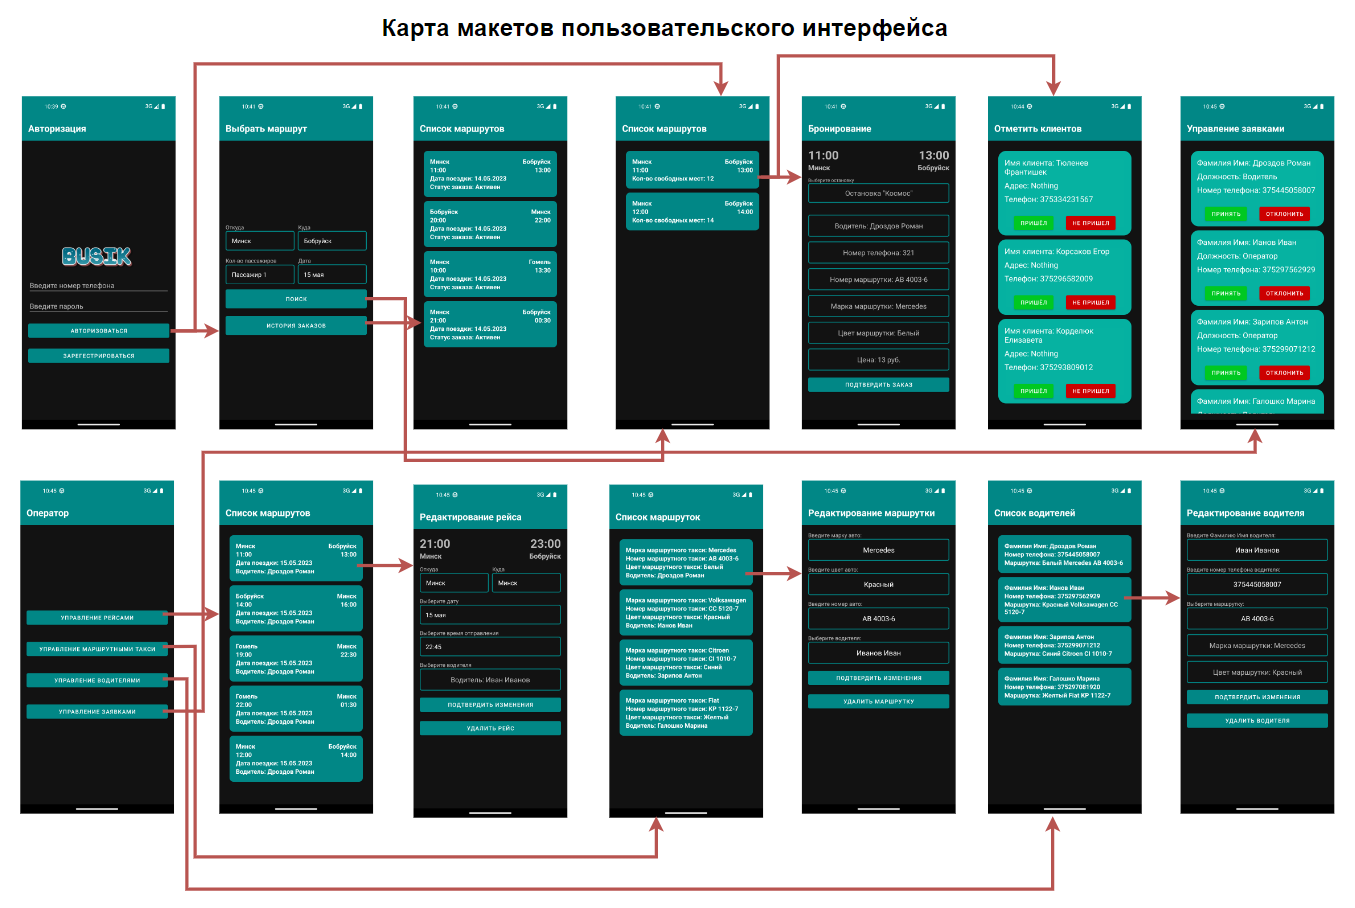 Карта макетов пользовательского интерфейса
10:39
3G
Авторизация
BUSIK
Введите номер телефона
Введите пароль
АВТОРИЗОВАТЬСЯ
ЗАРЕГЕСТРИРОВАТЬСЯ
10:41
3G
Выбрать маршрут
Откуда Куда
Минск Бобруйск
Кол-во пассажиров Дата
Пассажир 1 15 мая
ПОИСК
ИСТОРИЯ ЗАКАЗОВ
10:41
3G
Список маршрутов
Минск Бобруйск
11:00 13:00
Дата поездки: 14.05.2023
Статус заказа: Активен
Бобруйск Минск
20:00 22:00
Дата поездки: 14.05.2023
Статус заказа: Активен
Минск Гомель
10:00 13:30
Дата поездки: 14.05.2023
Статус заказа: Активен
Минск Бобруйск
21:00 00:30
Дата поездки: 14.05.2023
Статус заказа: Активен
10:41
3G
Список маршрутов
Минск Бобруйск
11:00 13:00
Кол-во свободных мест: 12
Минск Бобруйск
12:00 14:00
Кол-во свободных мест: 14
10:41
3G
Бронирование
11:00 13:00
Минск Бобруйск
Выберите остановку
Остановка "Космос"
Водитель: Дроздов Роман
Номер телефона: 321
Номер маршрутки: AB 4003-6
Марка маршрутки: Mercedes
Цвет маршрутки: Белый
Цена: 13 руб.
ПОДТВЕРДИТЬ ЗАКАЗ
10:44
3G
Отметить клиентов
Имя клиента: Тюленев
Франтишек
Адрес: Nothing
Телефон: 375334231567
ПРИШЁЛ НЕ ПРИШЕЛ
Имя клиента: Корсаков Егор
Адрес: Nothing
Телефон: 375296582009
ПРИШЁЛ НЕ ПРИШЕЛ
Имя клиента: Корделюк
Елизавета
Адрес: Nothing
Телефон: 375293809012
ПРИШЁЛ НЕ ПРИШЕЛ
10:45
3G
Управление заявками
Фамилия Имя: Дроздов Роман
Должность: Водитель
Номер телефона: 375445058007
ПРИНЯТЬ ОТКЛОНИТЬ
Фамилия Имя: Ианов Иван
Должность: Оператор
Номер телефона: 375297562929
ПРИНЯТЬ ОТКЛОНИТЬ
Фамилия Имя: Зарипов Антон
Должность: Оператор
Номер телефона: 375299071212
ПРИНЯТЬ ОТКЛОНИТЬ
Фамилия Имя: Галошко Марина
10:45
3G
Оператор
УПРАВЛЕНИЕ РЕЙСАМИ
УПРАВЛЕНИЕ МАРШРУТНЫМИ ТАКСИ
УПРАВЛЕНИЕ ВОДИТЕЛЯМИ
УПРАВЛЕНИЕ ЗАЯВКАМИ
10:45
3G
Список маршрутов
Минск Бобруйск
11:00 13:00
Дата поездки: 15.05.2023
Водитель: Дроздов Роман
Бобруйск Минск
14:00 16:00
Дата поездки: 15.05.2023
Водитель: Дроздов Роман
Гомель Минск
19:00 22:30
Дата поездки: 15.05.2023
Водитель: Дроздов Роман
Гомель Минск
22:00 01:30
Дата поездки: 15.05.2023
Водитель: Дроздов Роман
Минск Бобруйск
12:00 14:00
Дата поездки: 15.05.2023
Водитель: Дроздов Роман
10:46
3G
Редактирование рейса
21:00 23:00
Минск Бобруйск
Откуда Куда
Минск Минск
Выберите дату
15 мая
Выберите время отправления
22:45
Выберите водителя
Водитель: Иван Иванов
ПОДТВЕРДИТЬ ИЗМЕНЕНИЯ
УДАЛИТЬ РЕЙС
10:46
3G
Список маршруток
Марка маршрутного такси: Mercedes
Номер маршрутного такси: AB 4003-6
Цвет маршрутного такси: Белый
Водитель: Дроздов Роман
Марка маршрутного такси: Volkswagen
Номер маршрутного такси: CC 5120-7
Цвет маршрутного такси: Красный
Водитель: Ианов Иван
Марка маршрутного такси: Citroen
Номер маршрутного такси: CI 1010-7
Цвет маршрутного такси: Синий
Водитель: Зарипов Антон
Марка маршрутного такси: Fiat
Номер маршрутного такси: KP 1122-7
Цвет маршрутного такси: Желтый
Водитель: Галошко Марина
10:46
3G
Редактирование маршрутки
Введите марку авто:
Mercedes
Введите цвет авто:
Красный
Введите номер авто:
AB 4003-6
Выберите водителя:
Иванов Иван
ПОДТВЕРДИТЬ ИЗМЕНЕНИЯ
УДАЛИТЬ МАРШРУТКУ
10:46
3G
Список водителей
Фамилия Имя: Дроздов Роман
Номер телефона: 375445058007
Маршрутка: Белый Mercedes AB 4003-6
Фамилия Имя: Ианов Иван
Номер телефона: 375297562929
Маршрутка: Красный Volkswagen CC
5120-7
Фамилия Имя: Зарипов Антон
Номер телефона: 375299071212
Маршрутка: Синий Citroen CI 1010-7
Фамилия Имя: Галошко Марина
Номер телефона: 375297081920
Маршрутка: Желтый Fiat KP 1122-7
10:46
3G
Редактирование водителя
Введите Фамилию Имя водителя:
Иван Иванов
Введите номер телефона водителя:
375445058007
Выберите маршрутку:
AB 4003-6
Марка маршрутки: Mercedes
Цвет маршрутки: Красный
ПОДТВЕРДИТЬ ИЗМЕНЕНИЯ
УДАЛИТЬ ВОДИТЕЛЯ